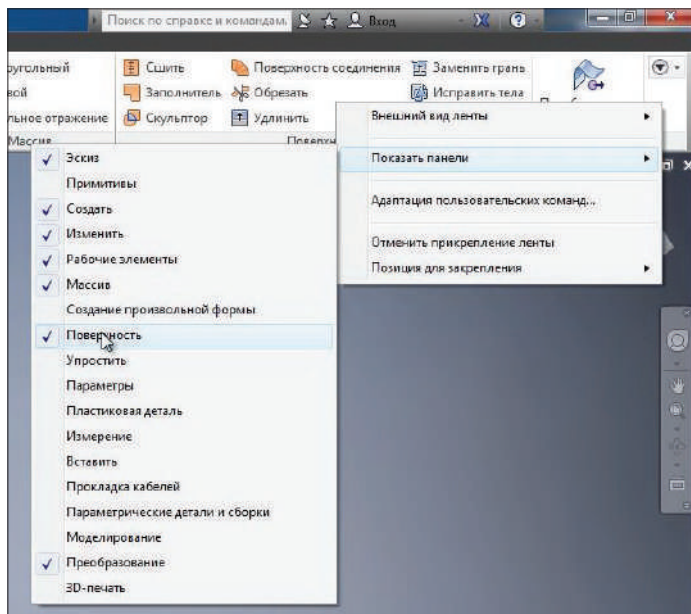 Поиск по справке и командам.
Вход
Сшить
Поверхность соединения
Заменить грань
Заполнитель
Обрезать
Исправить тела
льное отражение
Скульптор
Удлинить
Массив
Внешний вид ленты
Показать панели
Адаптация пользовательских команд...
Отменить прикрепление ленты
Позиция для закрепления
Эскиз
Примитивы
Создать
Изменить
Рабочие элементы
Массив
Создание произвольной формы
Поверхность
Упростить
Параметры
Пластиковая деталь
Измерение
Вставить
Прокладка кабелей
Параметрические детали и сборки
Моделирование
Преобразование
3D-печать